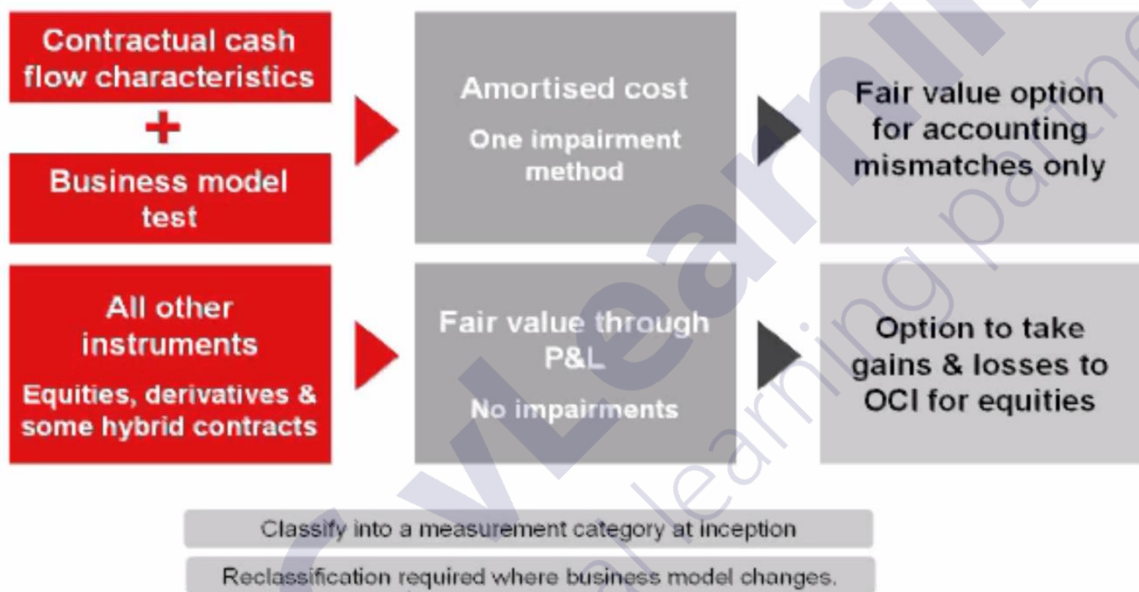 Contractual cash
flow characteristics
+
Business model
test
Amortised cost
One impairment
method
Fair value option
for accounting
mismatches only
All other
instruments
Equities, derivatives &
some hybrid contracts
Fair value through
P&L
No impairments
Option to take
gains & losses to
OCI for equities
Classify into a measurement category at inception
Reclassification required where business model changes.